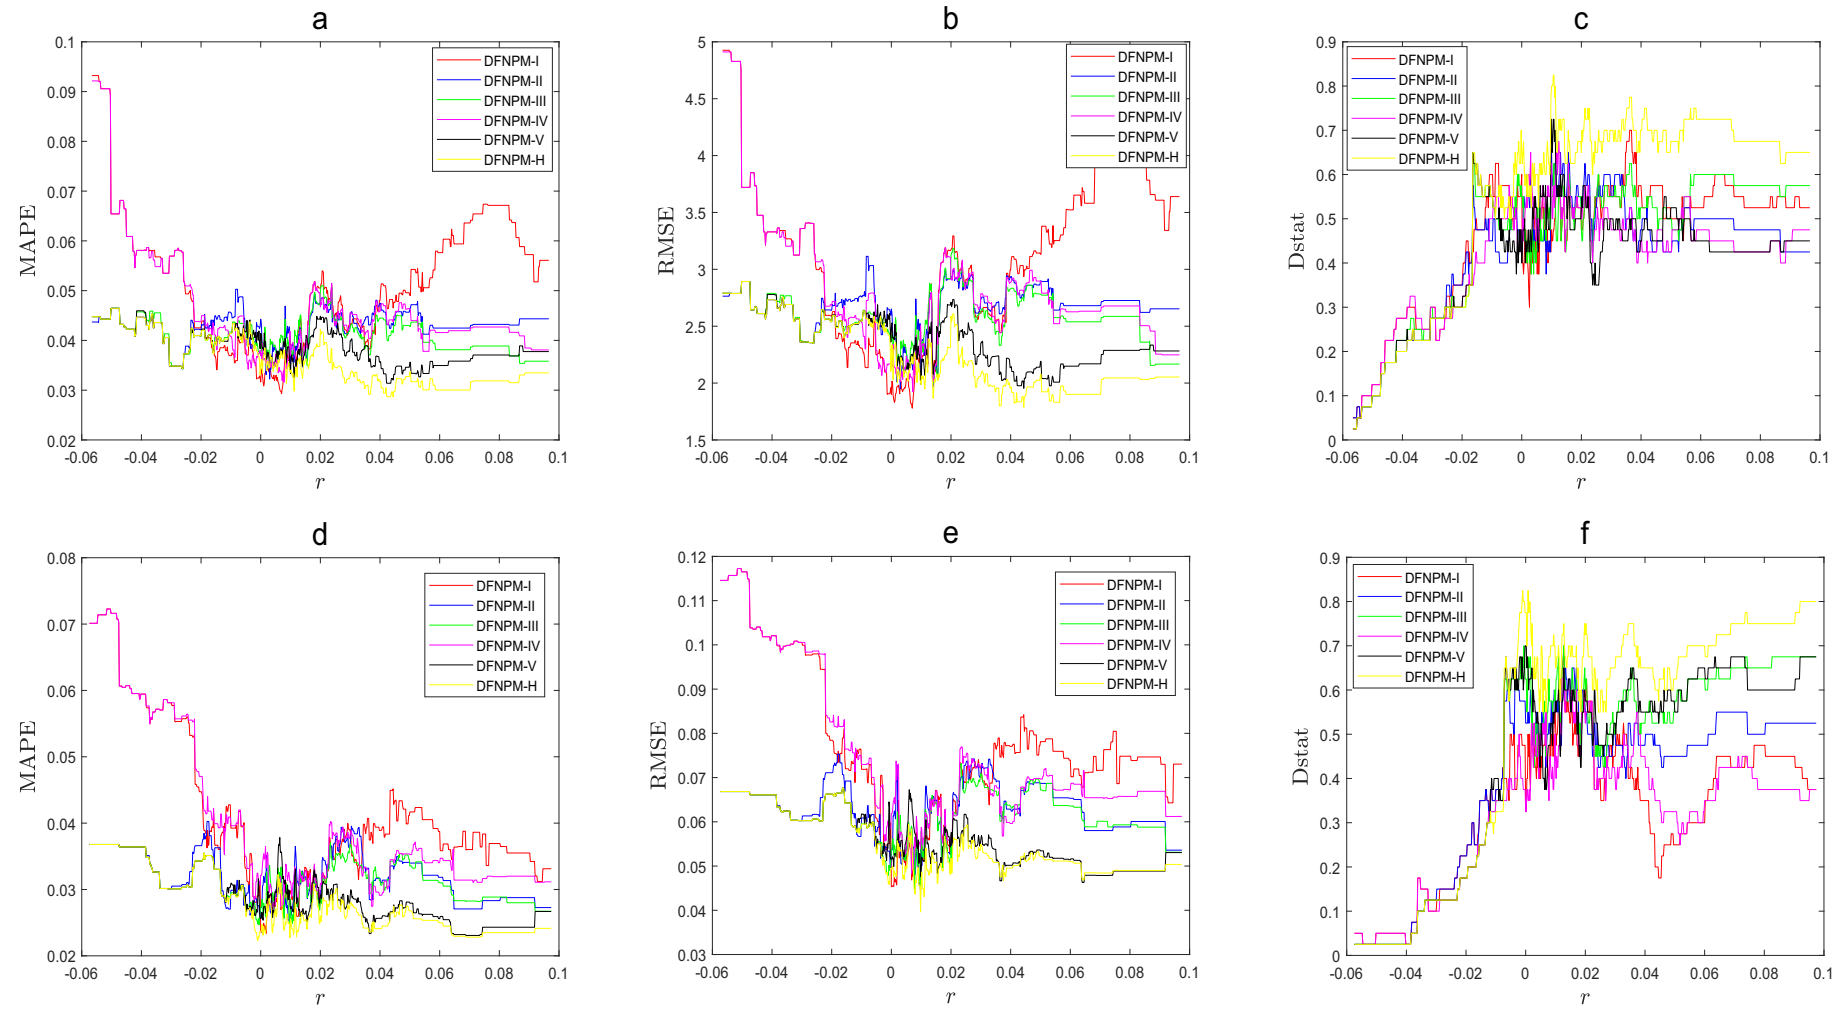 a
0.1
0.09
0.08
0.07
0.06
0.05
0.04
0.03
0.02
MAPE
-0.06 -0.04 -0.02 0 0.02 0.04 0.06 0.08 0.1
r
DFNPM-I
DFNPM-II
DFNPM-III
DFNPM-IV
DFNPM-V
DFNPM-H
b
5
4.5
4
3.5
3
2.5
2
1.5
RMSE
-0.06 -0.04 -0.02 0 0.02 0.04 0.06 0.08 0.1
r
DFNPM-I
DFNPM-II
DFNPM-III
DFNPM-IV
DFNPM-V
DFNPM-H
c
0.9
0.8
0.7
0.6
0.5
0.4
0.3
0.2
0.1
0
Dstat
-0.06 -0.04 -0.02 0 0.02 0.04 0.06 0.08 0.1
r
DFNPM-I
DFNPM-II
DFNPM-III
DFNPM-IV
DFNPM-V
DFNPM-H
d
0.08
0.07
0.06
0.05
0.04
0.03
0.02
MAPE
-0.06 -0.04 -0.02 0 0.02 0.04 0.06 0.08 0.1
r
DFNPM-I
DFNPM-II
DFNPM-III
DFNPM-IV
DFNPM-V
DFNPM-H
e
0.12
0.11
0.1
0.09
0.08
0.07
0.06
0.05
0.04
0.03
RMSE
-0.06 -0.04 -0.02 0 0.02 0.04 0.06 0.08 0.1
r
DFNPM-I
DFNPM-II
DFNPM-III
DFNPM-IV
DFNPM-V
DFNPM-H
f
0.9
0.8
0.7
0.6
0.5
0.4
0.3
0.2
0.1
0
Dstat
-0.06 -0.04 -0.02 0 0.02 0.04 0.06 0.08 0.1
r
DFNPM-I
DFNPM-II
DFNPM-III
DFNPM-IV
DFNPM-V
DFNPM-H